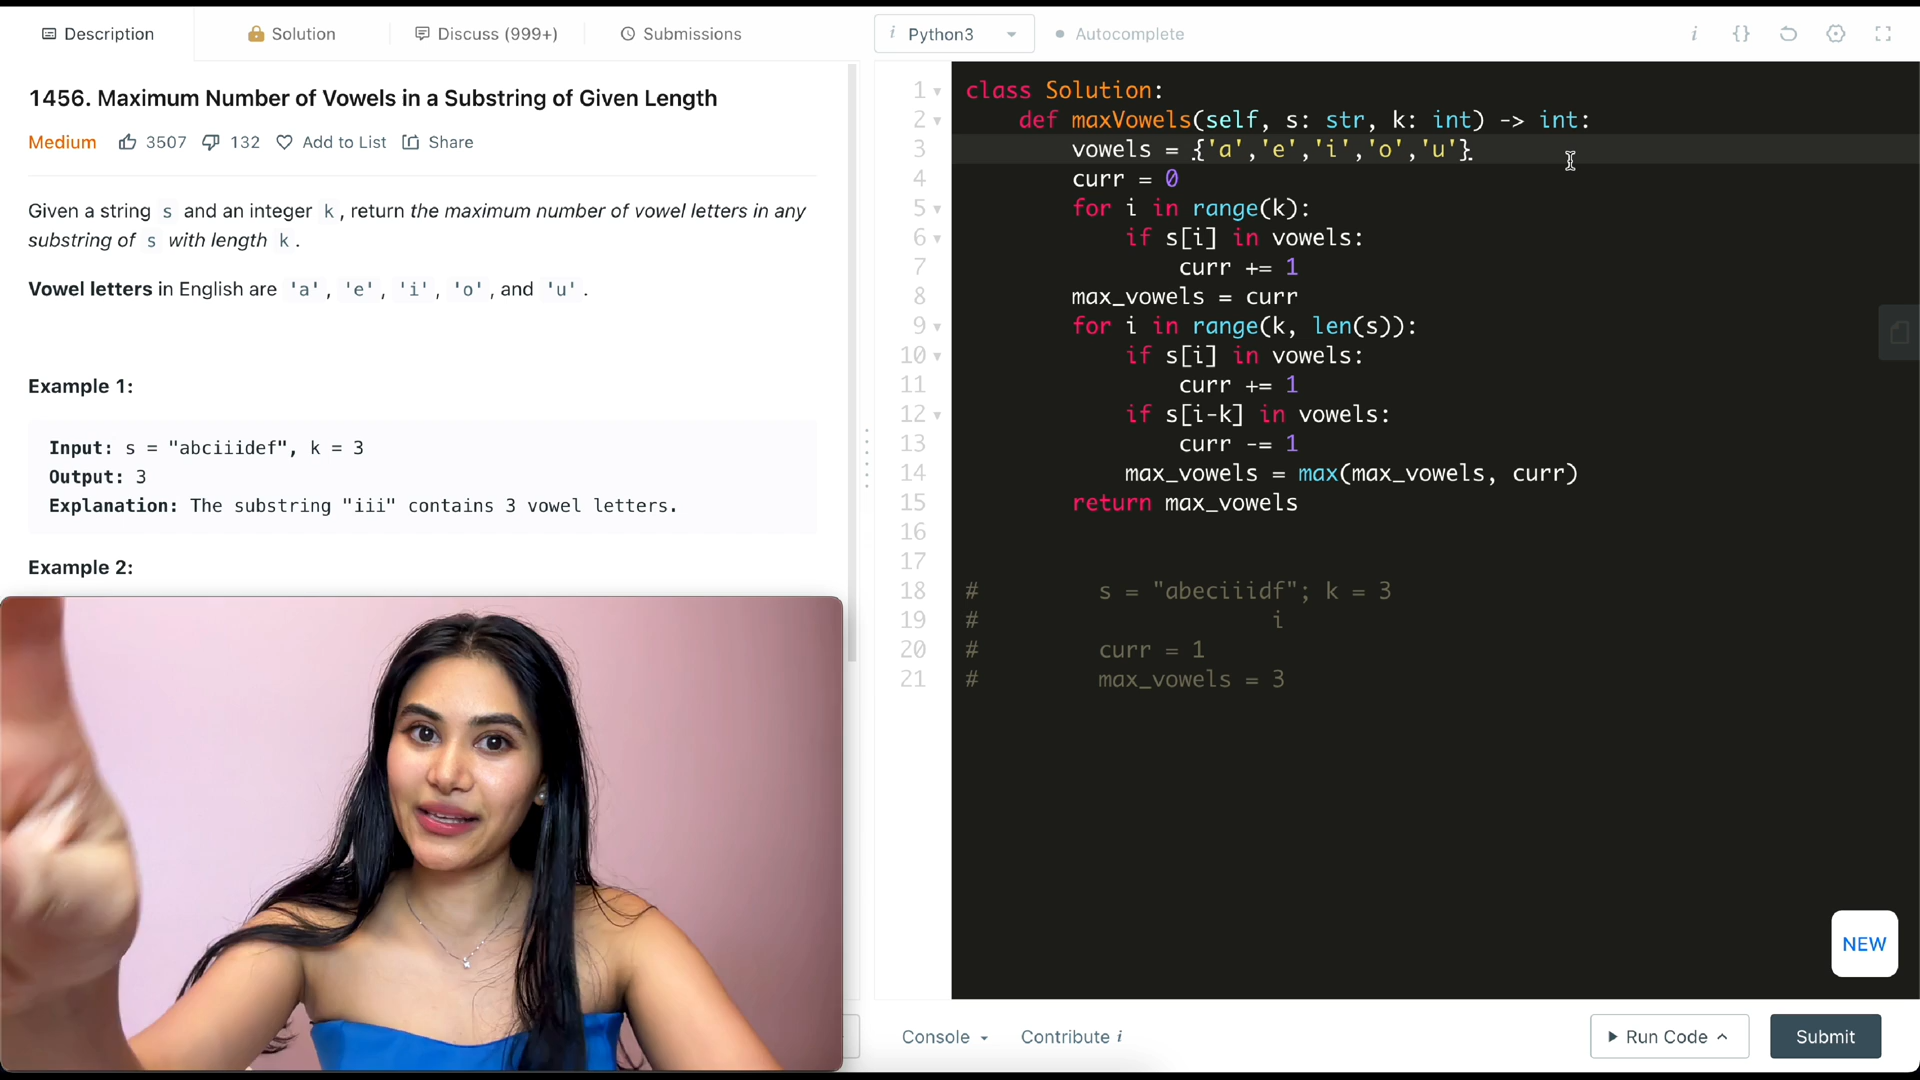 Description
Solution
Discuss (999+)
Submissions
1456. Maximum Number of Vowels in a Substring of Given Length
Medium 3507 132 Add to List Share
Given a string s and an integer k, return the maximum number of vowel letters in any
substring of s with length k.
Vowel letters in English are 'a', 'e', 'i', 'o', and 'u'.
Example 1:
Input: s = "abciiidef", k = 3
Output: 3
Explanation: The substring "iii" contains 3 vowel letters.
Example 2:
i Python3
Autocomplete
i {}
1 class Solution:
2 def maxVowels(self, s: str, k: int) -> int:
3 vowels = {'a','e','i','o','u'}
4 curr = 0
5 for i in range(k):
6 if s[i] in vowels:
7 curr += 1
8 max_vowels = curr
9 for i in range(k, len(s)):
10 if s[i] in vowels:
11 curr += 1
12 if s[i-k] in vowels:
13 curr -= 1
14 max_vowels = max(max_vowels, curr)
15 return max_vowels
16
17
18 # s = "abeciiidf"; k = 3
19 # i
20 # curr = 1
21 # max_vowels = 3
NEW
Console
Contribute i
Run Code
Submit